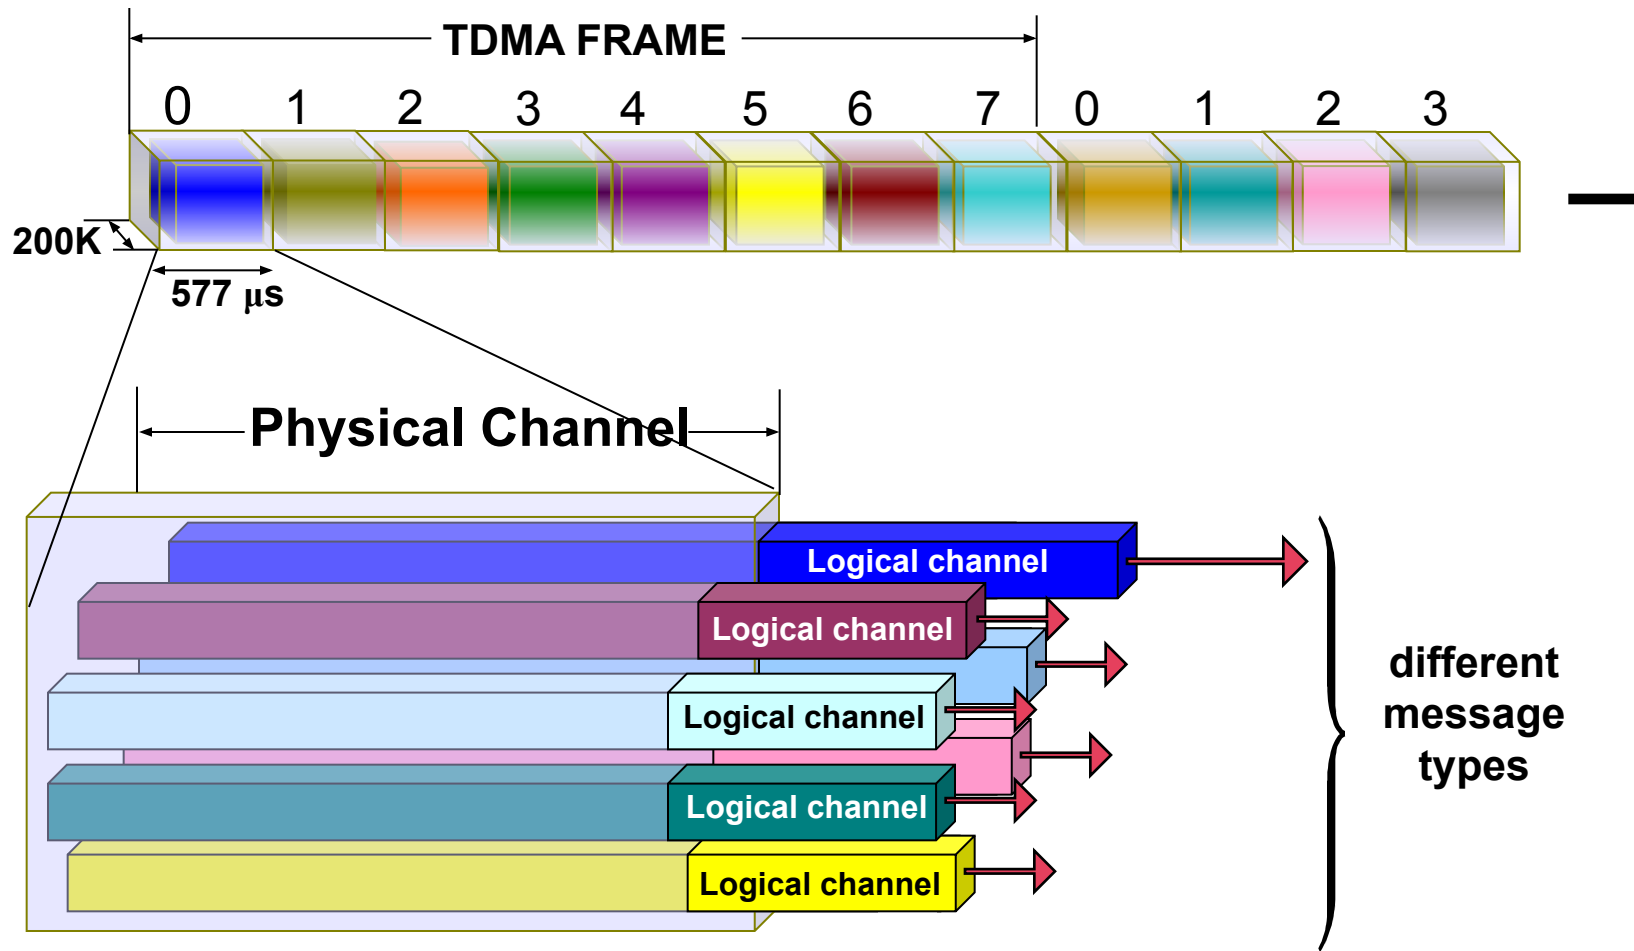 TDMA FRAME
0 1 2 3 4 5 6 7 0 1 2 3
200K
577 μs
Physical Channel
Logical channel
Logical channel
Logical channel
Logical channel
Logical channel
different
message
types